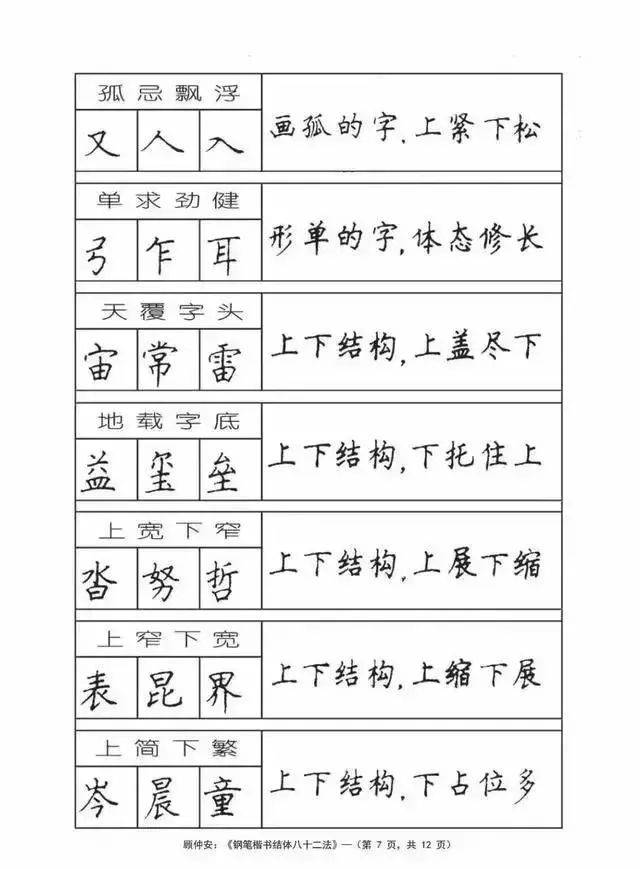 孤忌飘浮
又人入
画孤的字,上紧下松
单求劲健
弓乍耳
形单的字,体态修长
天覆字头
宙常雷
上下结构,上盖尽下
地载字底
益玺垒
上下结构,下托住上
上宽下窄
沓努哲
上下结构,上展下缩
上窄下宽
表昆界
上下结构,上缩下展
上简下繁
岑晨童
上下结构,下占位多
顾仲安:《钢笔楷书结体八十二法》—(第 7 页,共 12 页)